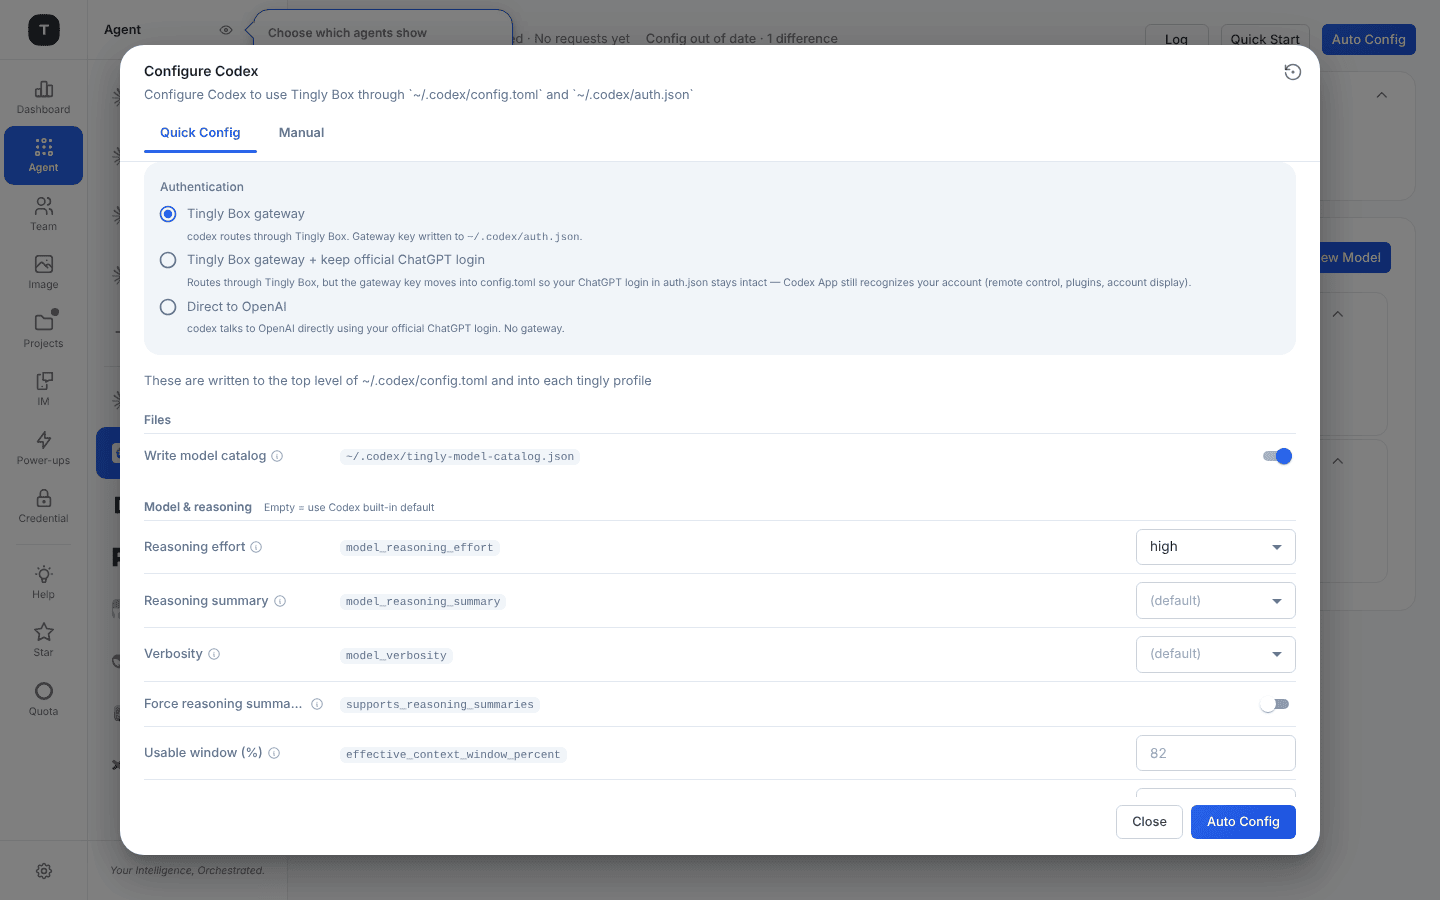 T
Agent
Choose which agents show
d · No requests yet
Config out of date · 1 difference
Log
Quick Start
Auto Config
Dashboard
Agent
Team
Image
Projects
IM
Power-ups
Credential
Help
Star
Quota
Your Intelligence, Orchestrated.
ew Model
Configure Codex
Configure Codex to use Tingly Box through `~/.codex/config.toml` and `~/.codex/auth.json`
Quick Config
Manual
Authentication
Tingly Box gateway
codex routes through Tingly Box. Gateway key written to ~/.codex/auth.json.
Tingly Box gateway + keep official ChatGPT login
Routes through Tingly Box, but the gateway key moves into config.toml so your ChatGPT login in auth.json stays intact — Codex App still recognizes your account (remote control, plugins, account display).
Direct to OpenAI
codex talks to OpenAI directly using your official ChatGPT login. No gateway.
These are written to the top level of ~/.codex/config.toml and into each tingly profile
Files
Write model catalog
~/.codex/tingly-model-catalog.json
Model & reasoning Empty = use Codex built-in default
Reasoning effort
model_reasoning_effort
high
Reasoning summary
model_reasoning_summary
(default)
Verbosity
model_verbosity
(default)
Force reasoning summa...
supports_reasoning_summaries
Usable window (%)
effective_context_window_percent
82
Close
Auto Config